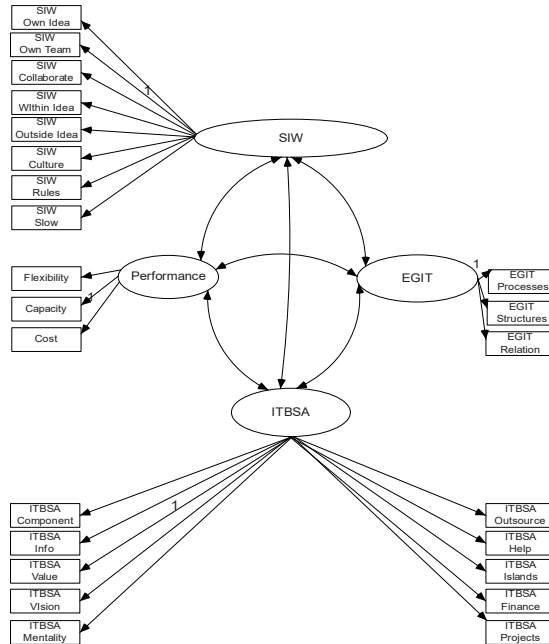 SIW
Own Idea
SIW
Own Team
SIW
Collaborate
SIW
WIthin Idea
SIW
Outside Idea
SIW
Culture
SIW
Rules
SIW
Slow
1
SIW
Flexibility
Capacity
Cost
1
Performance
EGIT
1
EGIT
Processes
EGIT
Structures
EGIT
Relation
ITBSA
ITBSA
Component
ITBSA
Info
ITBSA
Value
ITBSA
VIsion
ITBSA
Mentality
1
ITBSA
Outsource
ITBSA
Help
ITBSA
Islands
ITBSA
Finance
ITBSA
Projects